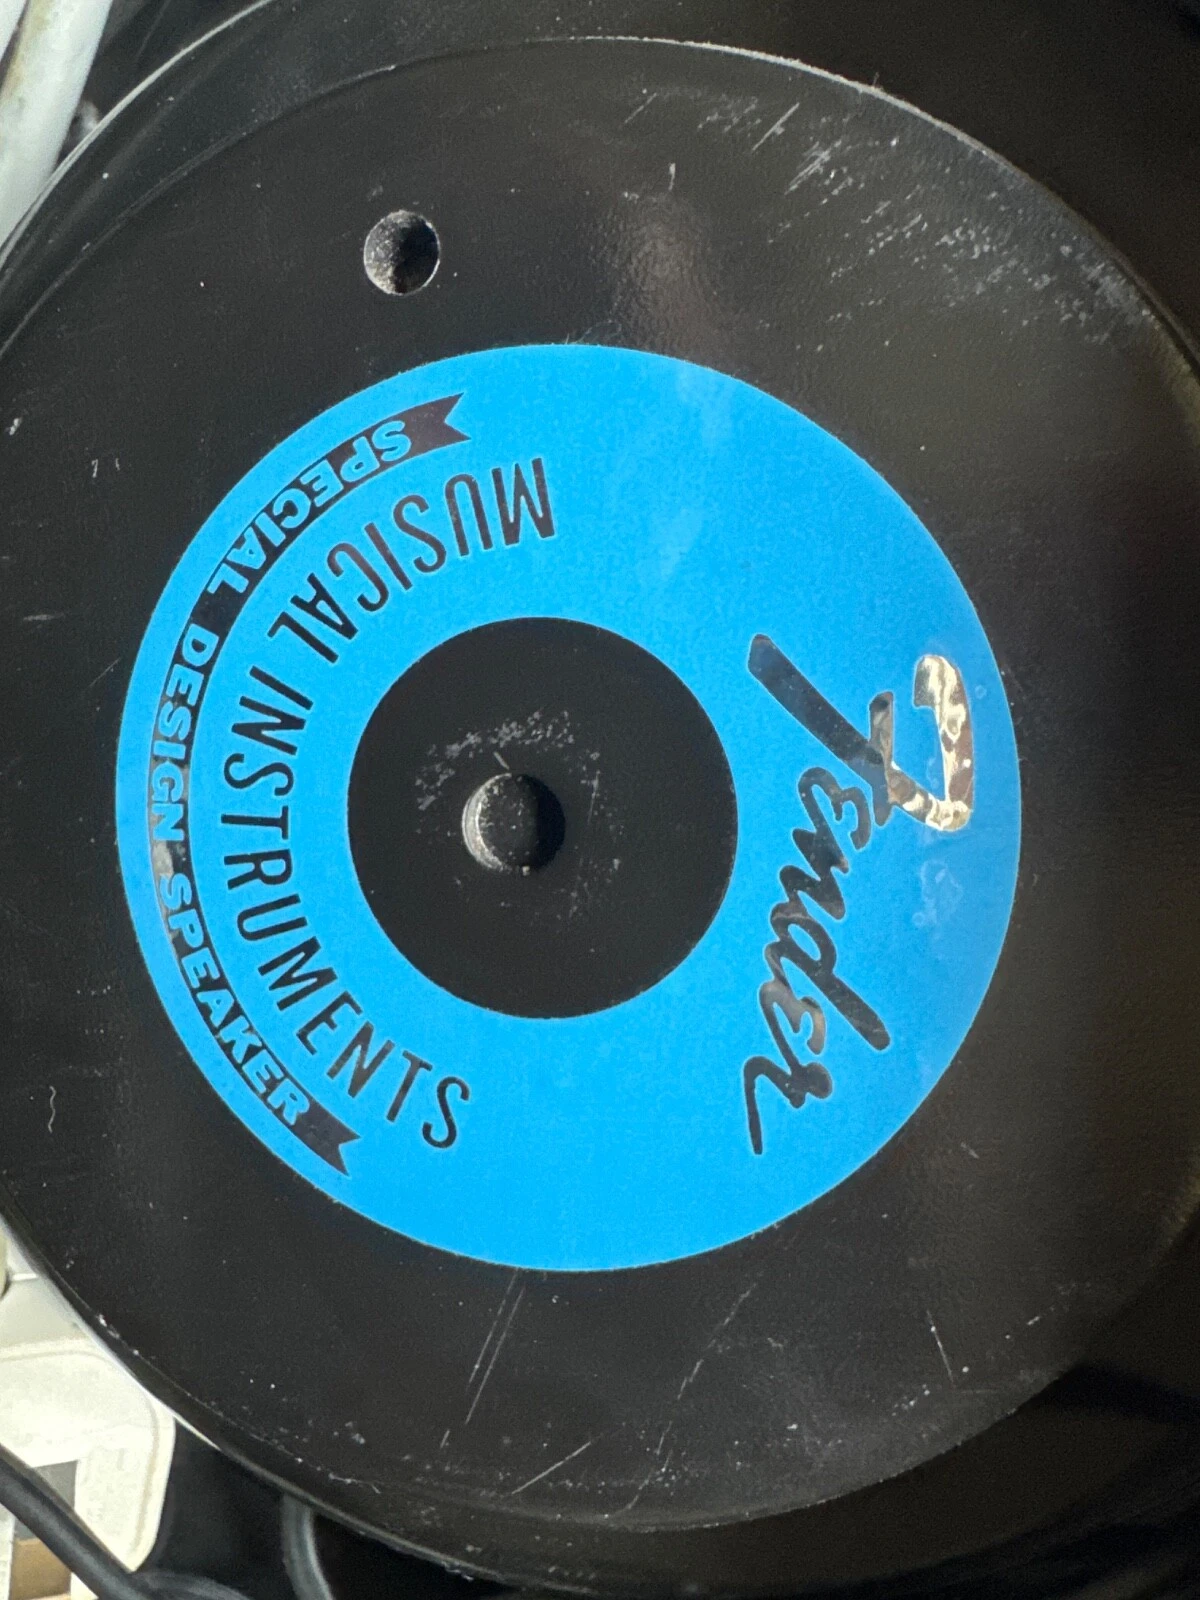 Fender
MUSICAL INSTRUMENTS
SPECIAL DESIGN SPEAKER